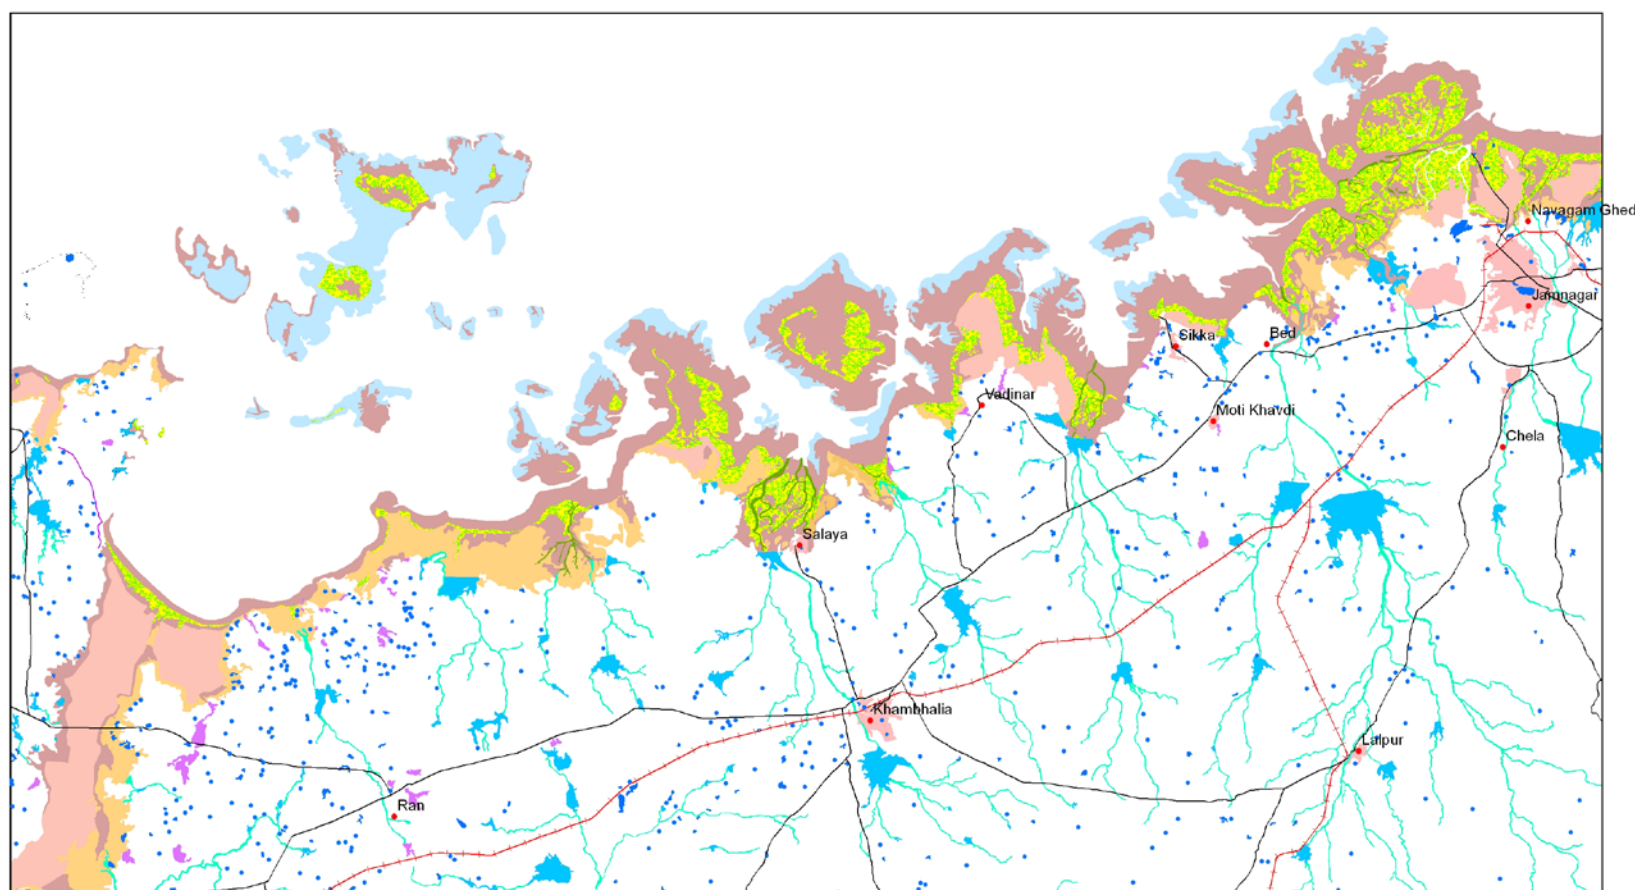 Navagam Ghed
Jamnagar
Sikka
Bed
Vadinar
Moti Khavdi
Chela
Salaya
Khambhalia
Lalpur
Ran